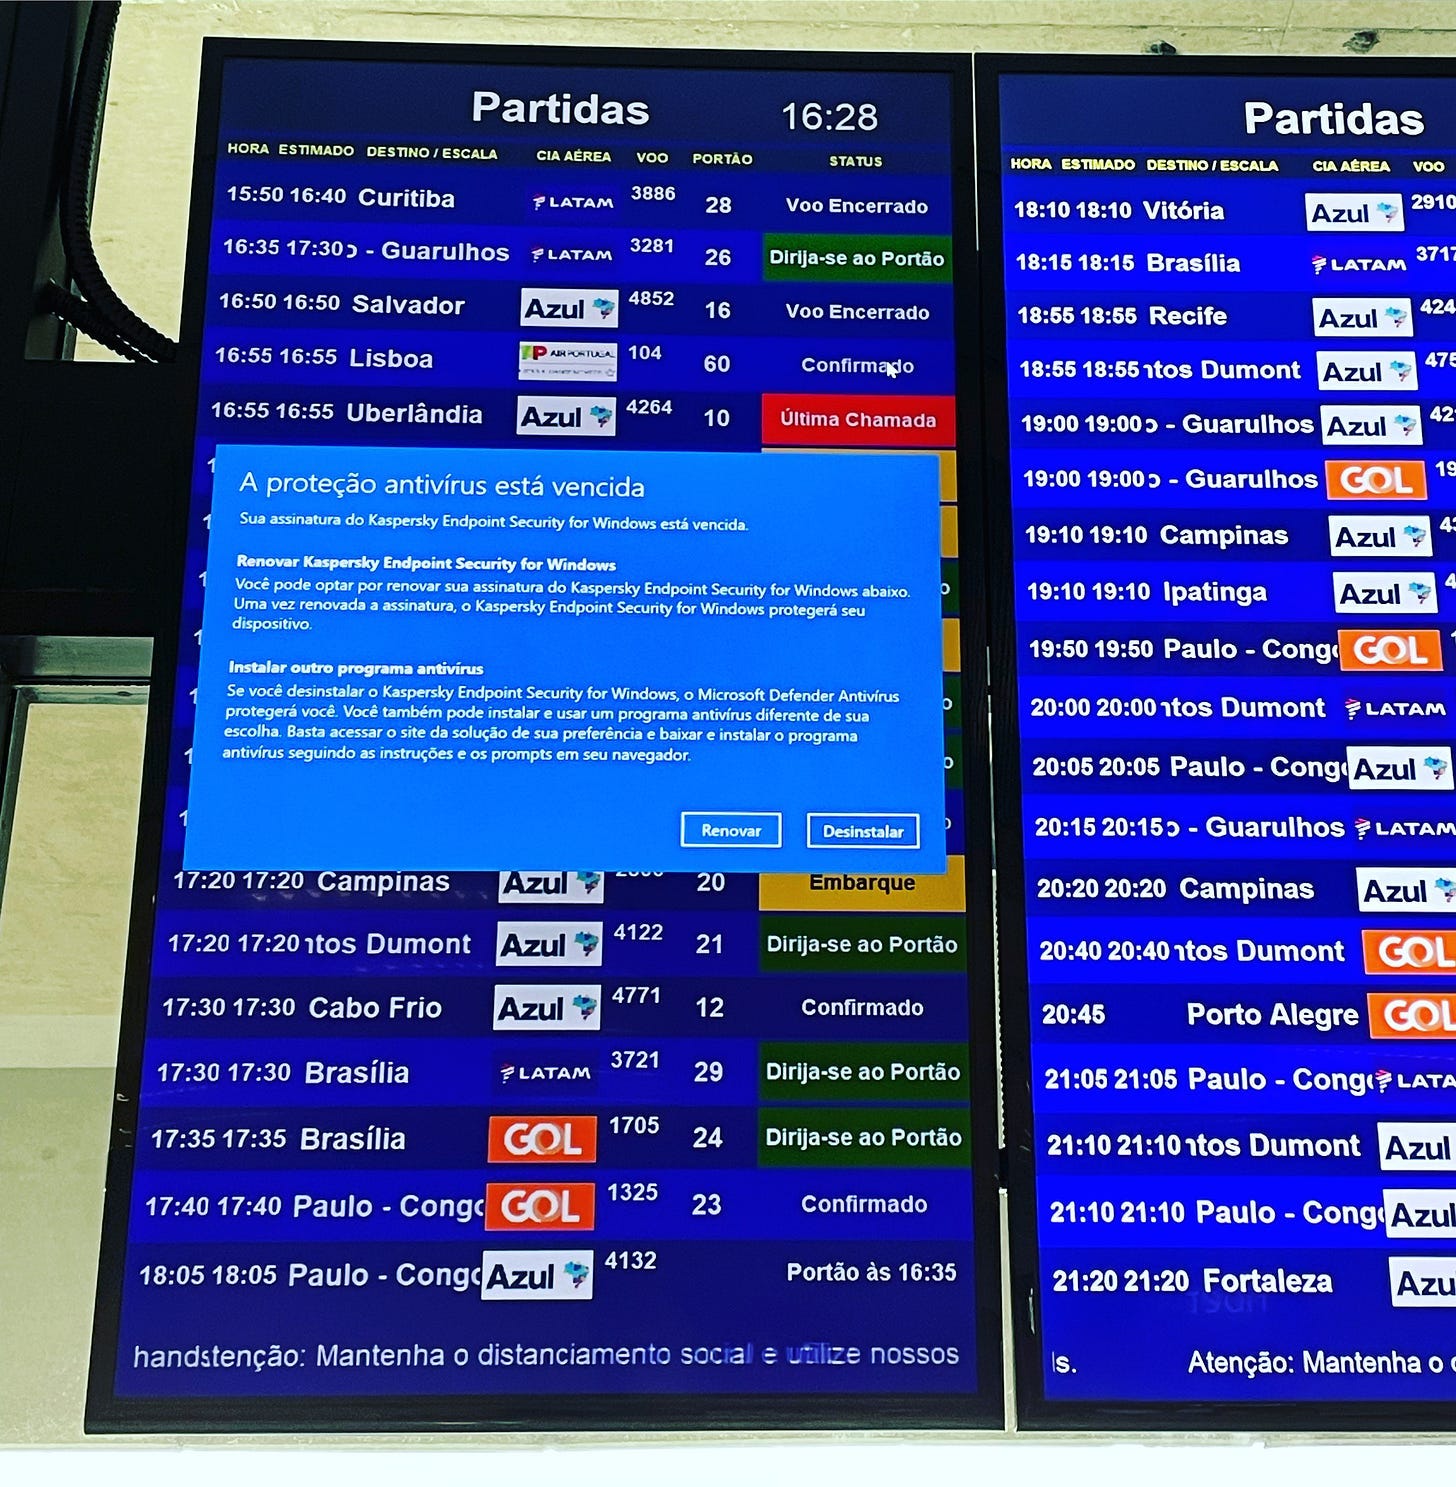 Partidas 16:28
HORA ESTIMADO DESTINO / ESCALA CIA AÉREA VOO PORTÃO STATUS
15:50 16:40 Curitiba LATAM 3886 28 Voo Encerrado
16:35 17:30 - Guarulhos LATAM 3281 26 Dirija-se ao Portão
16:50 16:50 Salvador Azul 4852 16 Voo Encerrado
16:55 16:55 Lisboa TP AIR PORTUGAL 104 60 Confirmado
16:55 16:55 Uberlândia Azul 4264 10 Última Chamada
A proteção antivírus está vencida
Sua assinatura do Kaspersky Endpoint Security for Windows está vencida.
Renovar Kaspersky Endpoint Security for Windows
Você pode optar por renovar sua assinatura do Kaspersky Endpoint Security for Windows abaixo.
Uma vez renovada a assinatura, o Kaspersky Endpoint Security for Windows protegerá seu
dispositivo.
Instalar outro programa antivírus
Se você desinstalar o Kaspersky Endpoint Security for Windows, o Microsoft Defender Antivírus
protegerá você. Você também pode instalar e usar um programa antivírus diferente de sua
escolha. Basta acessar o site da solução de sua preferência e baixar e instalar o programa
antivírus seguindo as instruções e os prompts em seu navegador.
Renovar Desinstalar
17:20 17:20 Campinas Azul 20 Embarque
17:20 17:20 ntos Dumont Azul 4122 21 Dirija-se ao Portão
17:30 17:30 Cabo Frio Azul 4771 12 Confirmado
17:30 17:30 Brasília LATAM 3721 29 Dirija-se ao Portão
17:35 17:35 Brasília GOL 1705 24 Dirija-se ao Portão
17:40 17:40 Paulo - Congo GOL 1325 23 Confirmado
18:05 18:05 Paulo - Congo Azul 4132 Portão às 16:35
tenção: Mantenha o distanciamento social e utilize nossos
Partidas
HORA ESTIMADO DESTINO / ESCALA CIA AÉREA VOO
18:10 18:10 Vitória Azul 2910
18:15 18:15 Brasília LATAM 3717
18:55 18:55 Recife Azul 424
18:55 18:55 ntos Dumont Azul 475
19:00 19:00 - Guarulhos Azul 42
19:00 19:00 - Guarulhos GOL 19
19:10 19:10 Campinas Azul
19:10 19:10 Ipatinga Azul 4
19:50 19:50 Paulo - Congo GOL
20:00 20:00 ntos Dumont LATAM
20:05 20:05 Paulo - Congo Azul
20:15 20:15 - Guarulhos LATAM
20:20 20:20 Campinas Azul
20:40 20:40 ntos Dumont GOL
20:45 Porto Alegre GOL
21:05 21:05 Paulo - Cong LATA
21:10 21:10 ntos Dumont Azul
21:10 21:10 Paulo - Congo Azul
21:20 21:20 Fortaleza Azu
ls. Atenção: Mantenha o